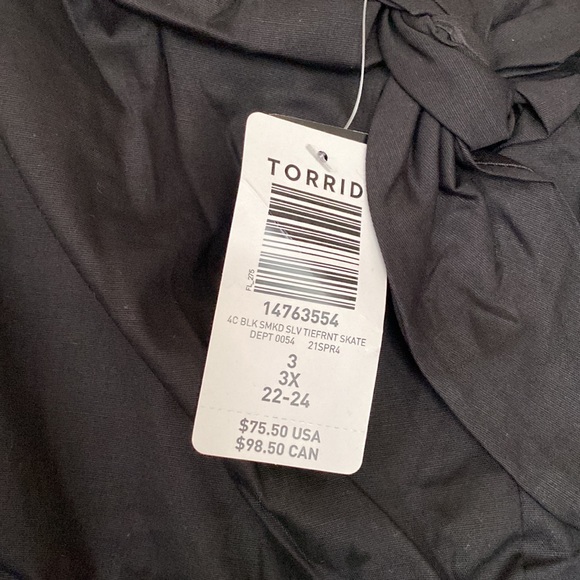 TORRID
FL_275
14763554
4C BLK SMKD SLV TIEFRNT SKATE
DEPT 0054 21SPR4
3
3X
22-24
$75.50 USA
$98.50 CAN